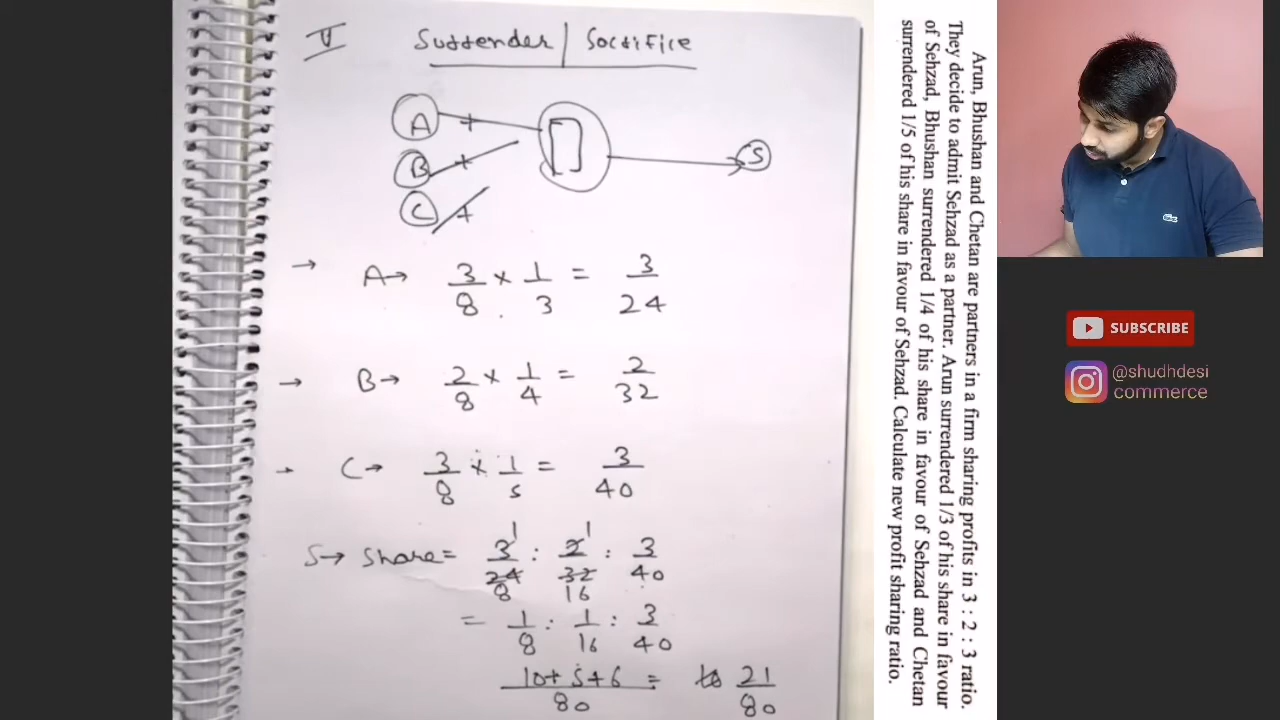 V Surrender / Sacrifice
A +
B +
C +
S
→ A→ 3/8 × 1/3 = 3/24
→ B→ 2/8 × 1/4 = 2/32
→ C→ 3/8 × 1/5 = 3/40
S→ Share = 3/24 : 2/32 : 3/40
1 1
8 16
= 1/8 : 1/16 : 3/40
10+5+6/80 = 21/80
Arun, Bhushan and Chetan are partners in a firm sharing profits in 3 : 2 : 3 ratio.
They decide to admit Sehzad as a partner. Arun surrendered 1/3 of his share in favour
of Sehzad, Bhushan surrendered 1/4 of his share in favour of Sehzad and Chetan
surrendered 1/5 of his share in favour of Sehzad. Calculate new profit sharing ratio.
SUBSCRIBE
@shudhdesi
commerce